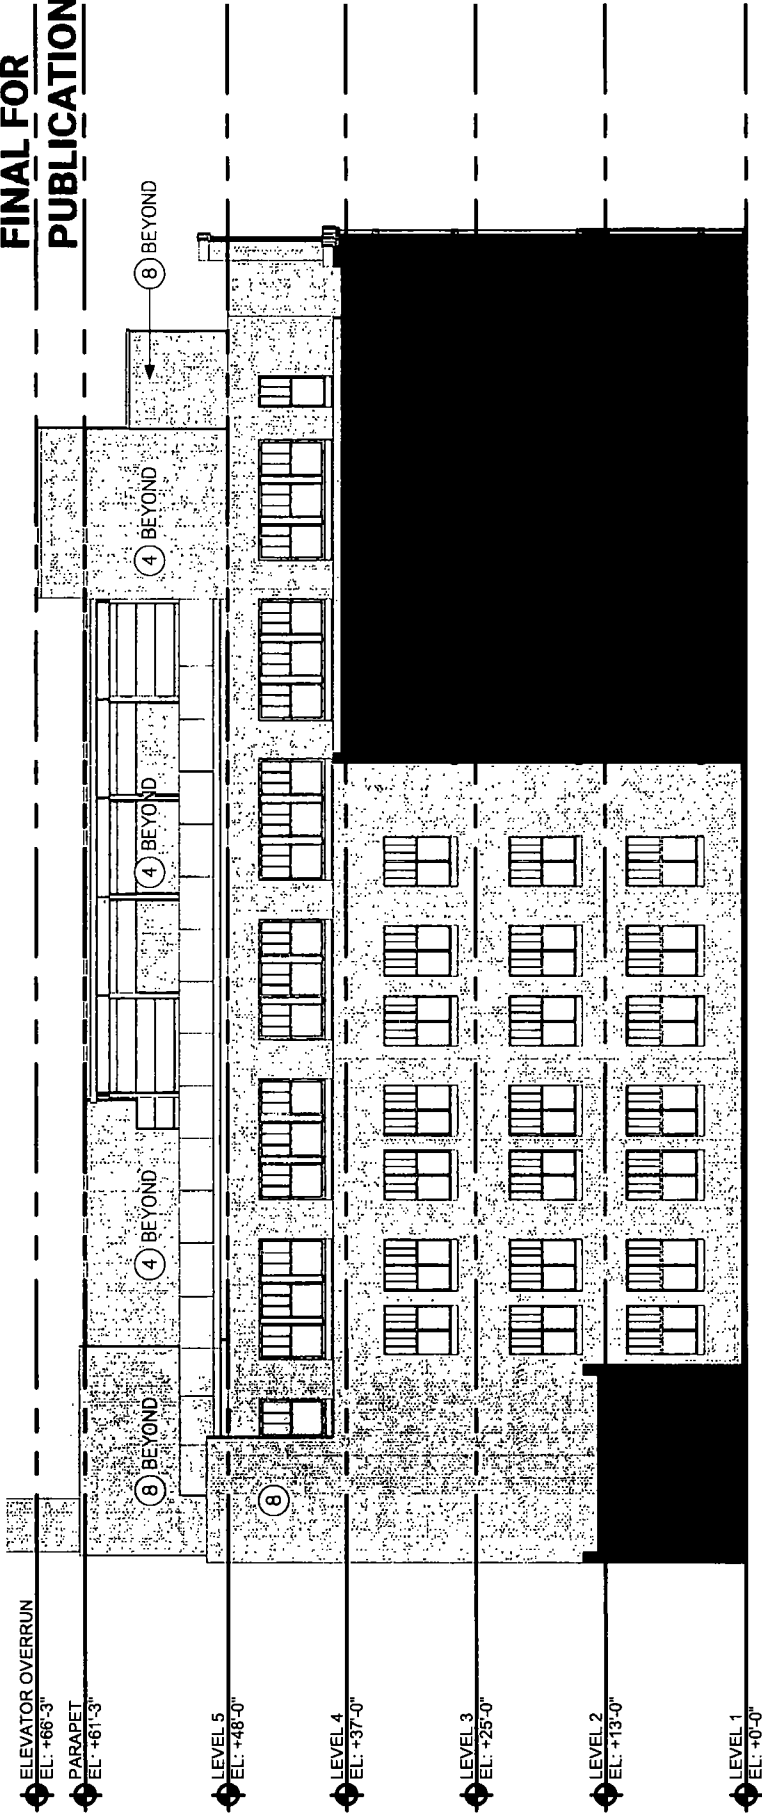 FINAL FOR
PUBLICATION
8 BEYOND
4 BEYOND
4 BEYOND
4 BEYOND
8 BEYOND
8
ELEVATOR OVERRUN
EL: +66'-3"
PARAPET
EL: +61'-3"
LEVEL 5
EL: +48'-0"
LEVEL 4
EL: +37'-0"
LEVEL 3
EL: +25'-0"
LEVEL 2
EL: +13'-0"
LEVEL 1
EL: +0'-0"